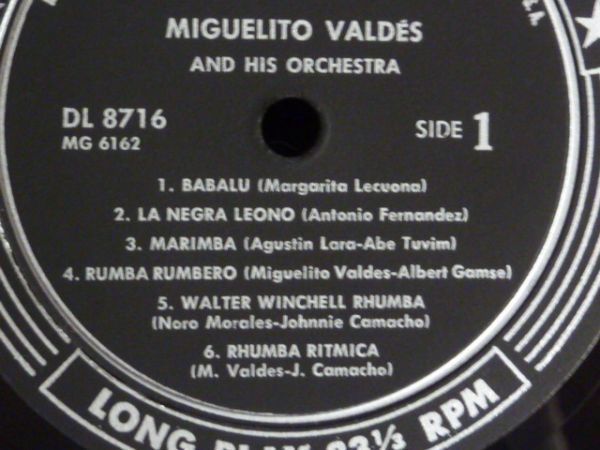 MIGUELITO VALDÉS
AND HIS ORCHESTRA
DL 8716
MG 6162
SIDE 1
1. BABALU (Margarita Lecuona)
2. LA NEGRA LEONO (Antonio Fernandez)
3. MARIMBA (Agustin Lara-Abe Tuvim)
4. RUMBA RUMBERO (Miguelito Valdes-Albert Gamse)
5. WALTER WINCHELL RHUMBA
(Noro Morales-Johnnie Camacho)
6. RHUMBA RITMICA
(M. Valdes-J. Camacho)
LONG PLAY 33⅓ RPM